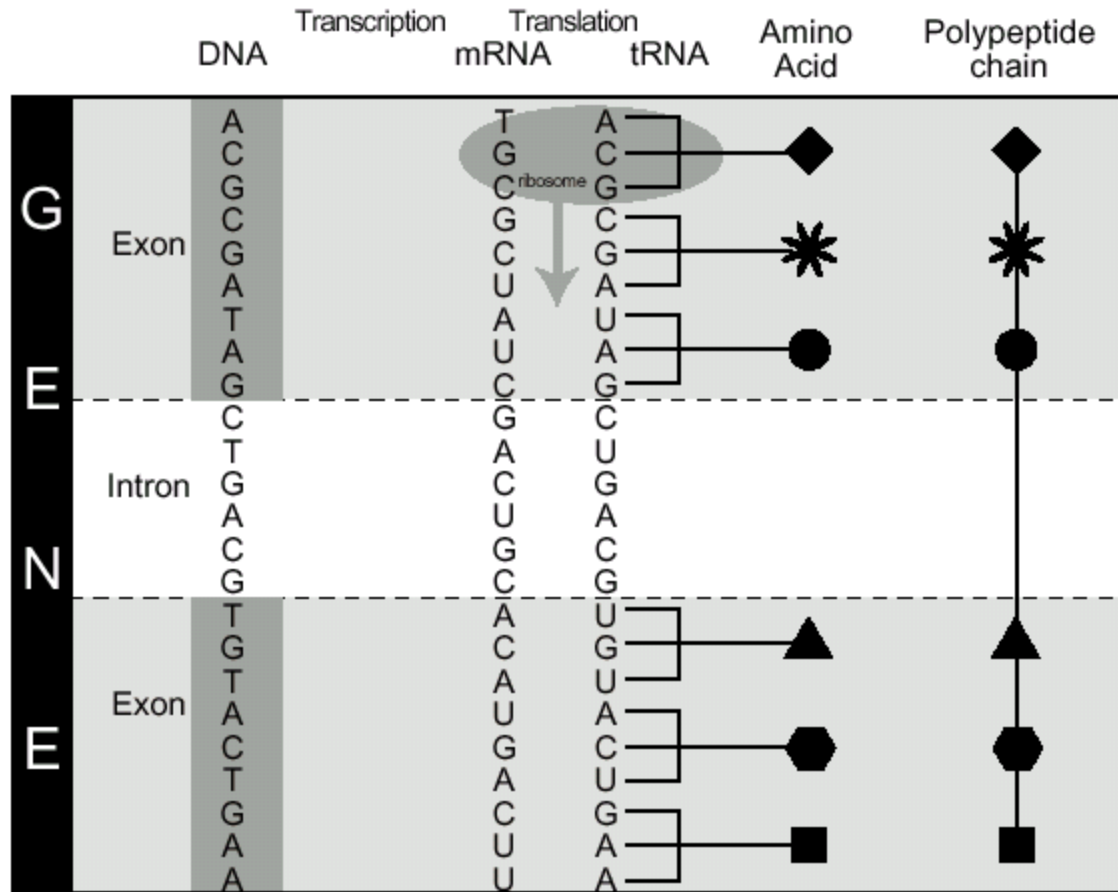 Transcription Translation
DNA mRNA tRNA
Amino Acid
Polypeptide chain
A T A
C G C
G C ribosome G
G C G C
Exon G C G
A U A
T A U
A U A
E G C G
C G C
T A U
Intron G C G
A U A
C G C
N G C G
T A U
G C G
T A U
Exon A U A
E C G C
T A U
G C G
A U A
A U A